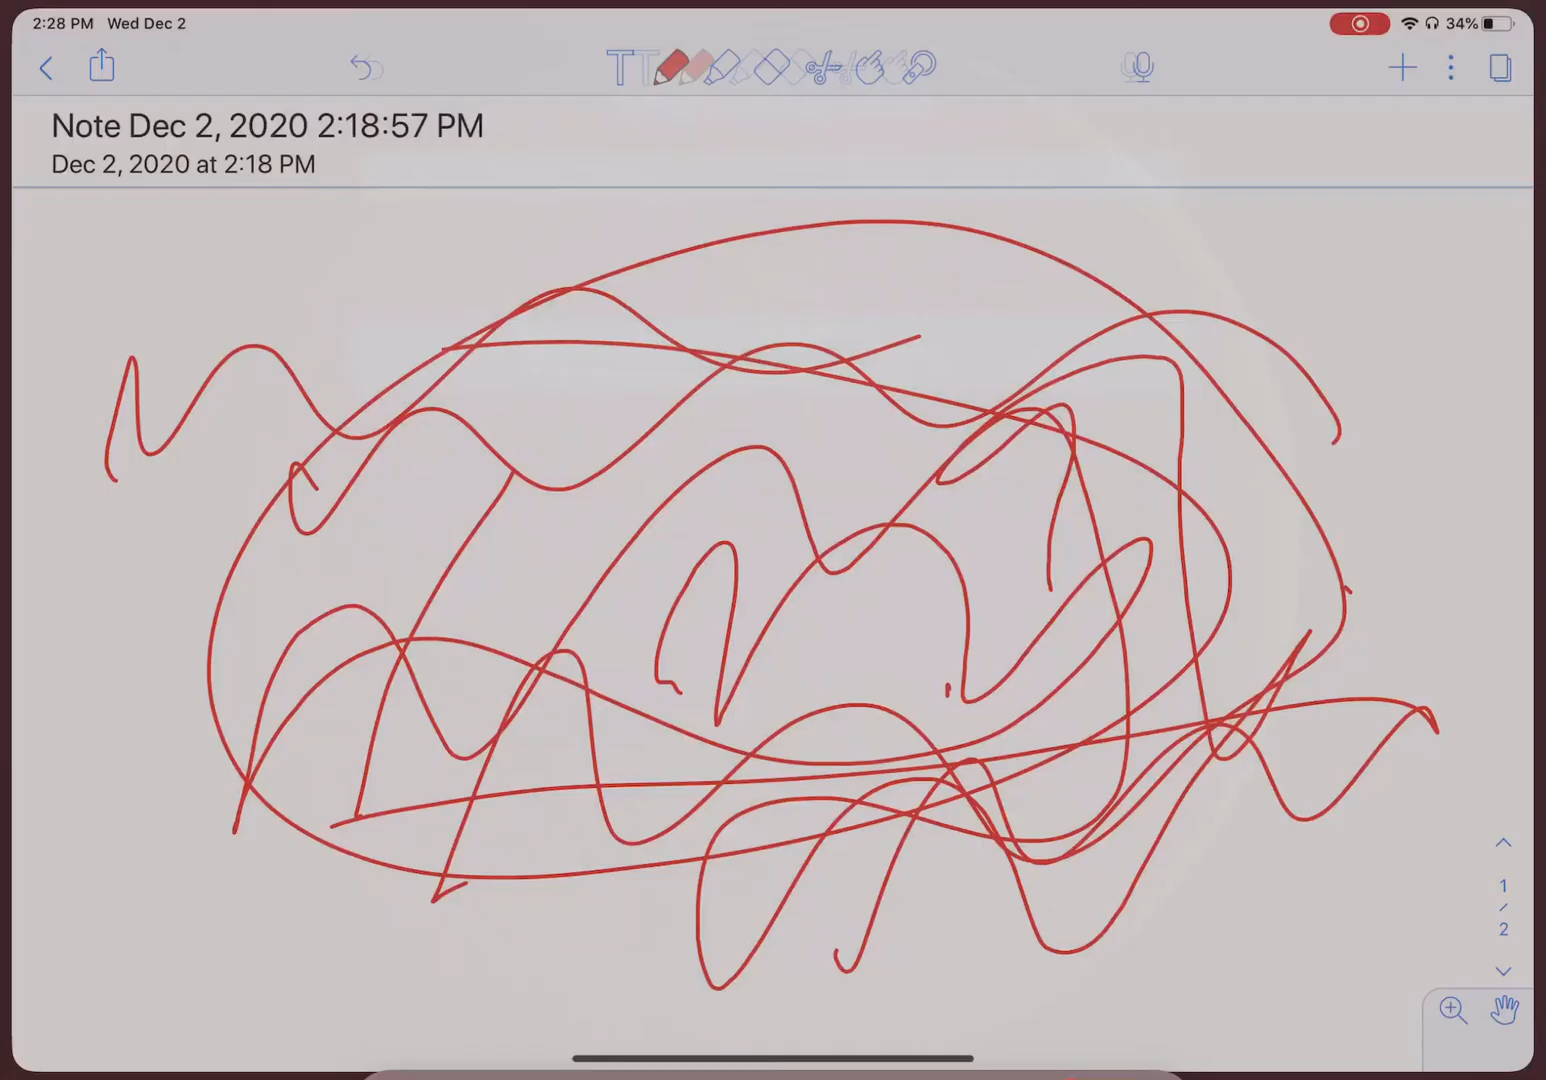 2:28 PM Wed Dec 2
34%
Note Dec 2, 2020 2:18:57 PM
Dec 2, 2020 at 2:18 PM
1
/
2